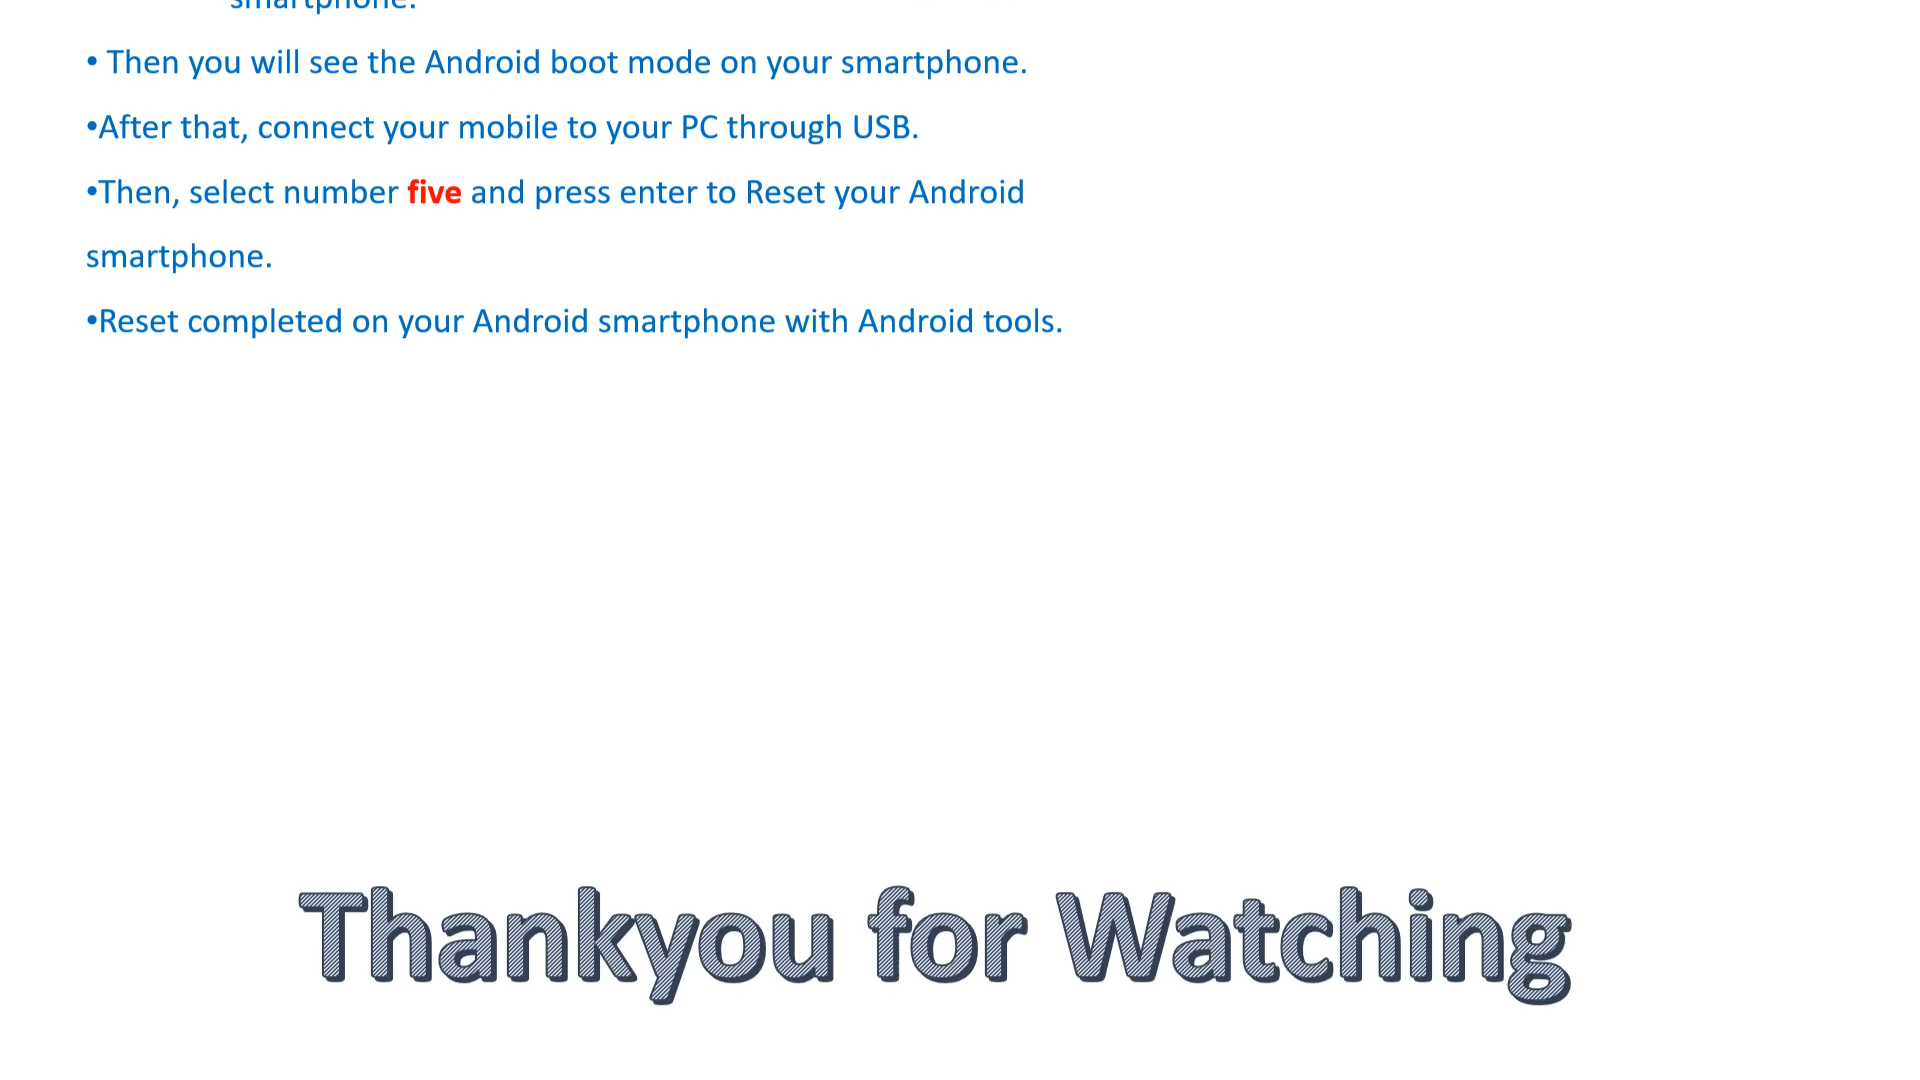 smartphone.
• Then you will see the Android boot mode on your smartphone.
•After that, connect your mobile to your PC through USB.
•Then, select number five and press enter to Reset your Android
smartphone.
•Reset completed on your Android smartphone with Android tools.
Thankyou for Watching